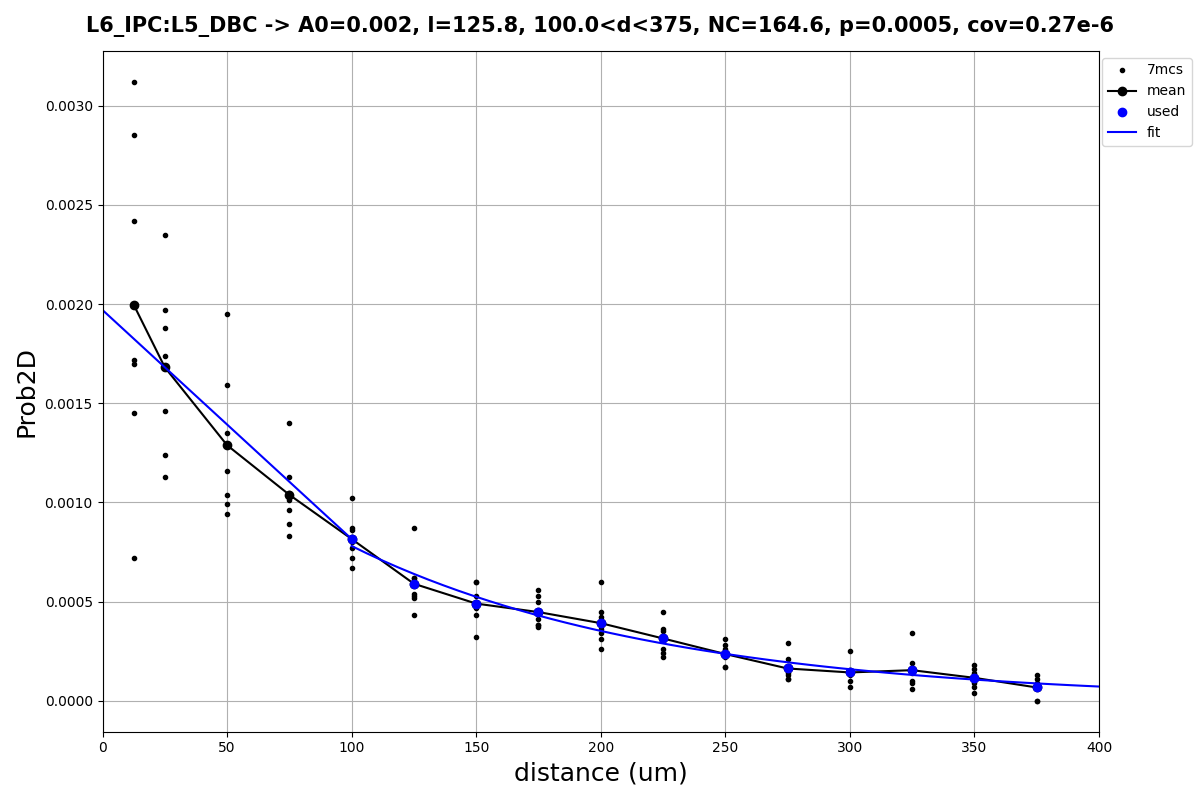 L6_IPC:L5_DBC -> A0=0.002, l=125.8, 100.0<d<375, NC=164.6, p=0.0005, cov=0.27e-6
7mcs
mean
used
fit
0.0030
0.0025
0.0020
0.0015
0.0010
0.0005
0.0000
Prob2D
0 50 100 150 200 250 300 350 400
distance (um)